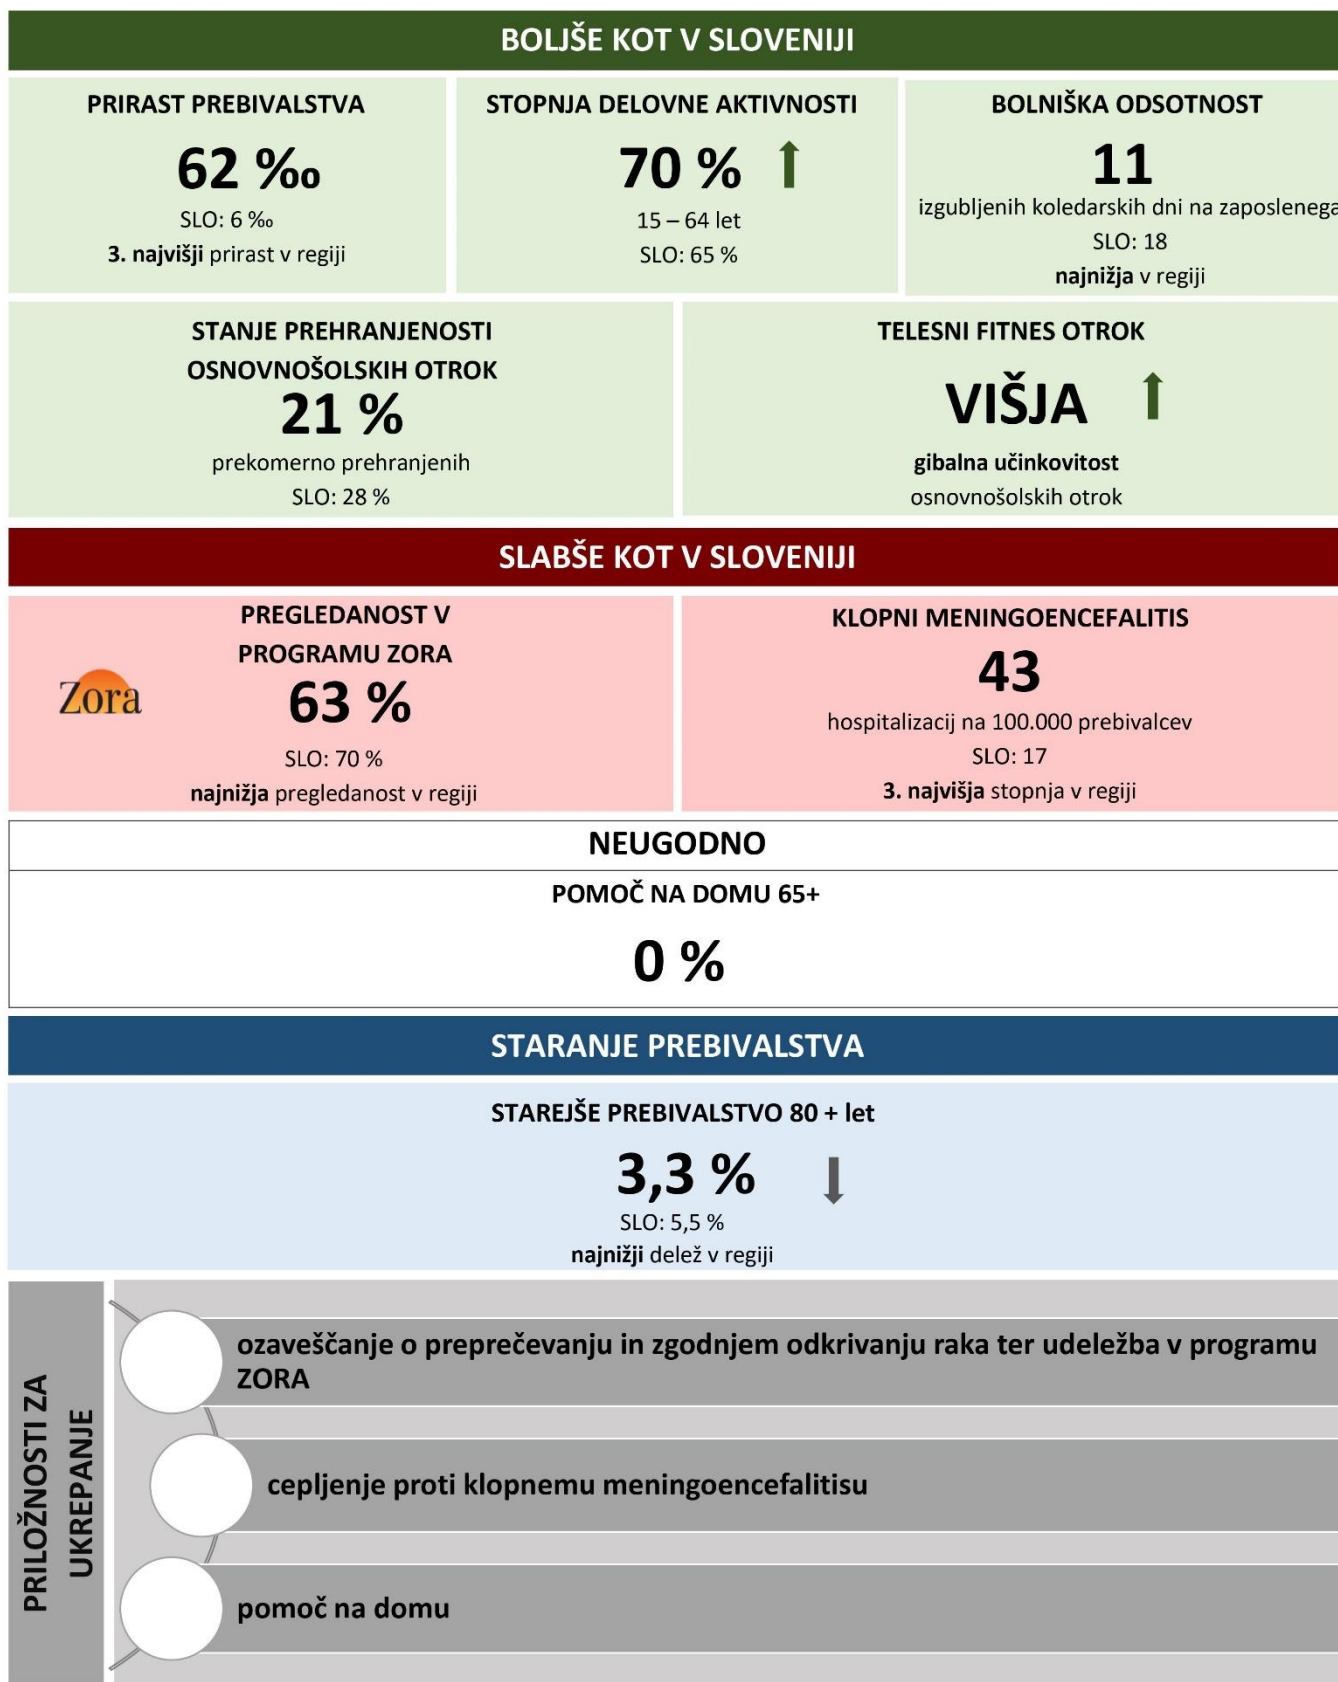 BOLJŠE KOT V SLOVENIJI
PRIRAST PREBIVALSTVA
62 ‰
SLO: 6 ‰
3. najvišji prirast v regiji
STOPNJA DELOVNE AKTIVNOSTI
70 %
15 – 64 let
SLO: 65 %
BOLNIŠKA ODSOTNOST
11
izgubljenih koledarskih dni na zaposlenega
SLO: 18
najnižja v regiji
STANJE PREHRANJENOSTI
OSNOVNOŠOLSKIH OTROK
21 %
prekomerno prehranjenih
SLO: 28 %
TELESNI FITNES OTROK
VIŠJA
gibalna učinkovitost
osnovnošolskih otrok
SLABŠE KOT V SLOVENIJI
PREGLEDANOST V
PROGRAMU ZORA
Zora
63 %
SLO: 70 %
najnižja pregledanost v regiji
KLOPNI MENINGOENCEFALITIS
43
hospitalizacij na 100.000 prebivalcev
SLO: 17
3. najvišja stopnja v regiji
NEUGODNO
POMOČ NA DOMU 65+
0 %
STARANJE PREBIVALSTVA
STAREJŠE PREBIVALSTVO 80 + let
3,3 %
SLO: 5,5 %
najnižji delež v regiji
PRILOŽNOSTI ZA
UKREPANJE
ozaveščanje o preprečevanju in zgodnjem odkrivanju raka ter udeležba v programu
ZORA
cepljenje proti klopnemu meningoencefalitisu
pomoč na domu